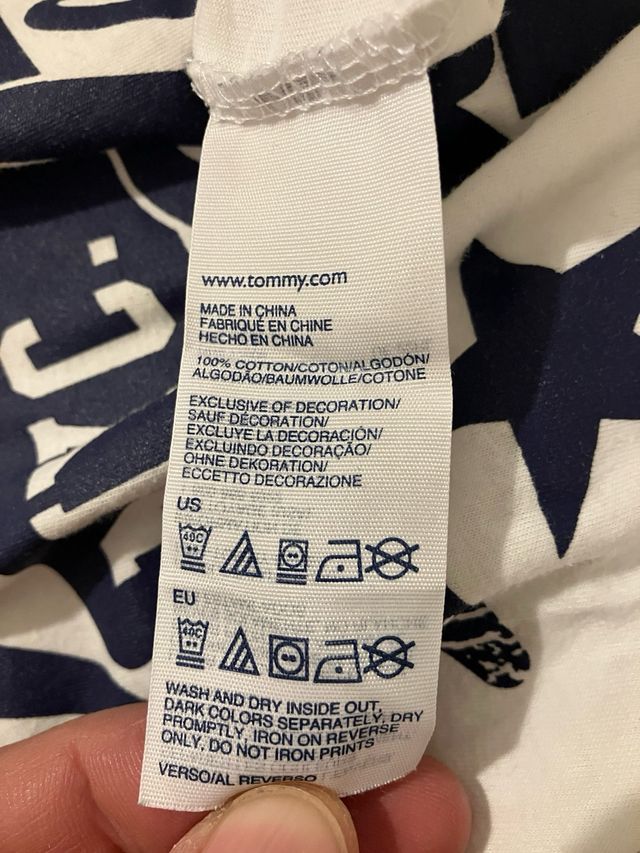 www.tommy.com
MADE IN CHINA
FABRIQUÉ EN CHINE
HECHO EN CHINA
100% COTTON/COTON/ALGODÓN/
ALGODÃO/BAUMWOLLE/COTONE
EXCLUSIVE OF DECORATION/
SAUF DÉCORATION/
EXCLUYE LA DECORACIÓN/
EXCLUINDO DECORAÇÃO/
OHNE DEKORATION/
ECCETTO DECORAZIONE
US
40C
EU
40C
WASH AND DRY INSIDE OUT,
DARK COLORS SEPARATELY, DRY
PROMPTLY, IRON ON REVERSE
ONLY, DO NOT IRON PRINTS
VERSO/AL REVERSO